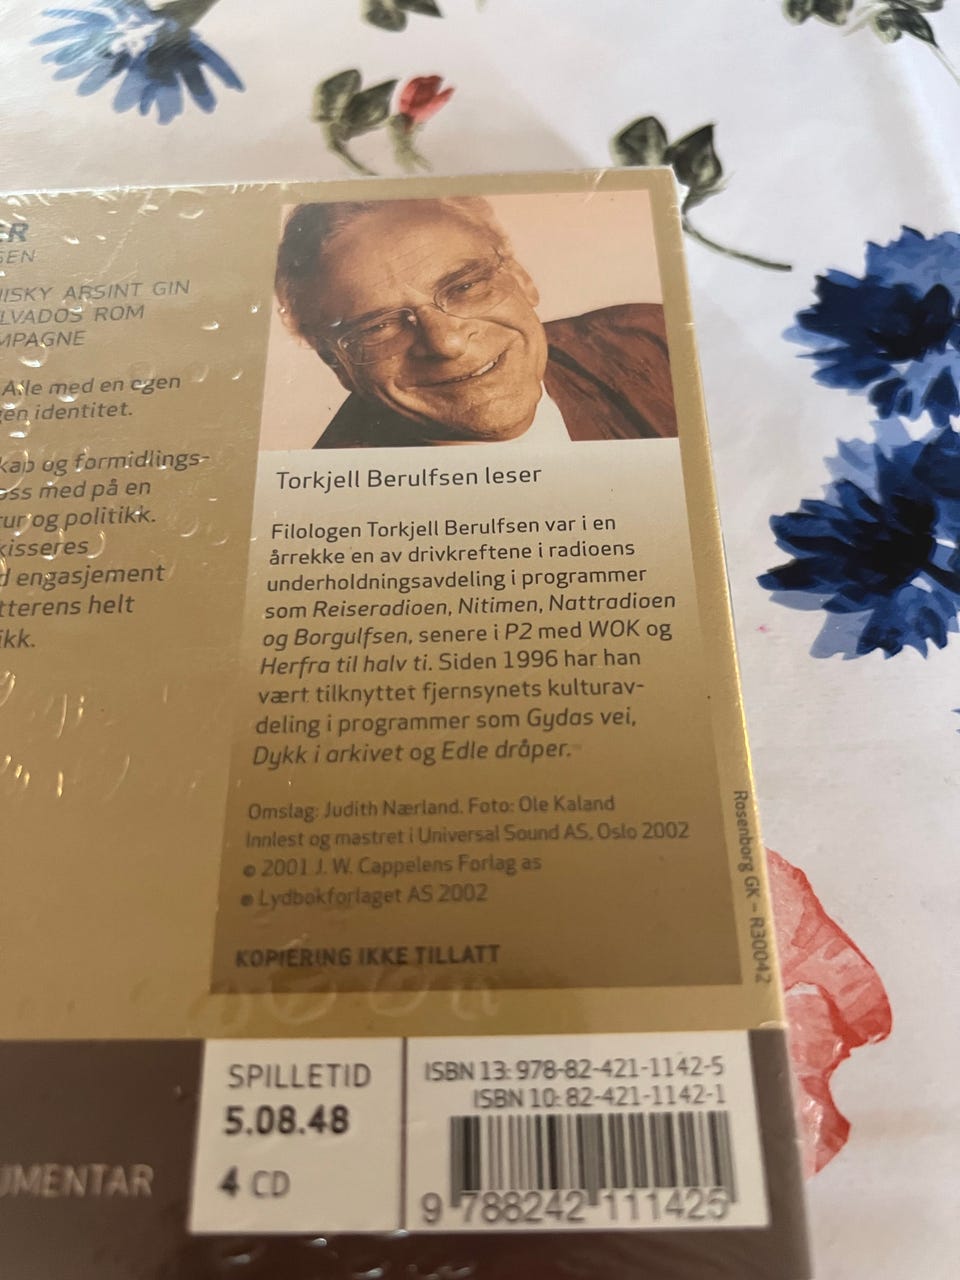 ER
SEN
HISKY ABSINT GIN
LVADOS ROM
MPAGNE
Alle med en egen
gen identitet.
kap og formidlings-
oss med på en
tur og politikk.
kisseres
d engasjement
tterens helt
ikk.
Torkjell Berulfsen leser
Filologen Torkjell Berulfsen var i en
årrekke en av drivkreftene i radioens
underholdningsavdeling i programmer
som Reiseradioen, Nitimen, Nattradioen
og Borgulfsen, senere i P2 med WOK og
Herfra til halv ti. Siden 1996 har han
vært tilknyttet fjernsynets kulturav-
deling i programmer som Gydas vei,
Dykk i arkivet og Edle dråper.
Omslag: Judith Nærland. Foto: Ole Kaland
Innlest og mastret i Universal Sound AS, Oslo 2002
© 2001 J. W. Cappelens Forlag as
℗ Lydbokforlaget AS 2002
KOPIERING IKKE TILLATT
Rosenborg GK – R30042
UMENTAR
SPILLETID
5.08.48
4 CD
ISBN 13: 978-82-421-1142-5
ISBN 10: 82-421-1142-1
9 788242 111425